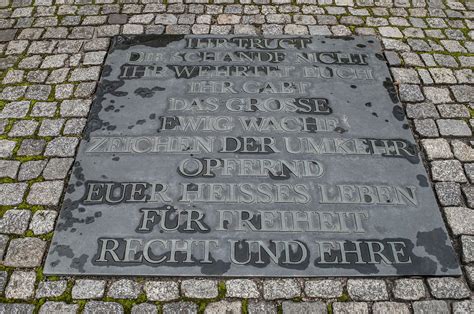 IHR TRUGT
DIE SCHANDE NICHT
IHR WEHRTET EUCH
IHR GABT
DAS GROSSE
EWIG WACHE
ZEICHEN DER UMKEHR
OPFERND
EUER HEISSES LEBEN
FÜR FREIHEIT
RECHT UND EHRE